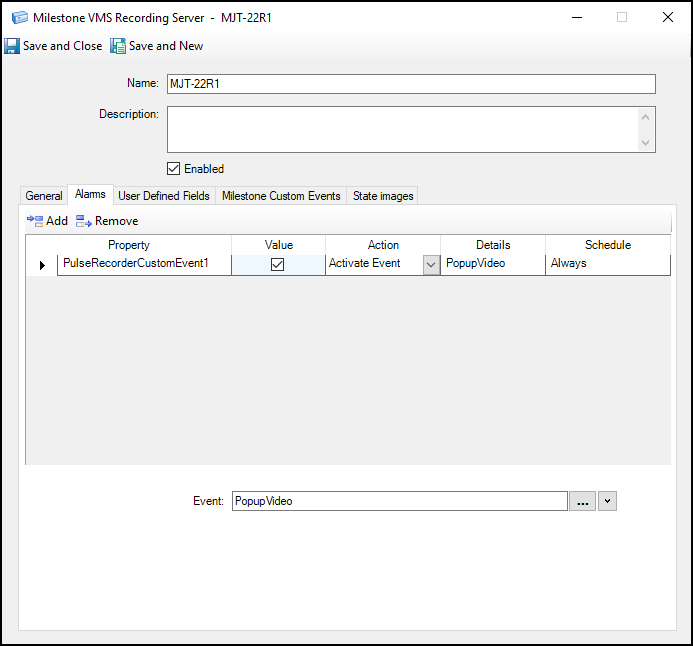 Milestone VMS Recording Server - MJT-22R1
Save and Close Save and New
Name: MJT-22R1
Description:
Enabled
General Alarms User Defined Fields Milestone Custom Events State images
Add Remove
Property Value Action Details Schedule
PulseRecorderCustomEvent1 Activate Event PopupVideo Always
Event: PopupVideo ...